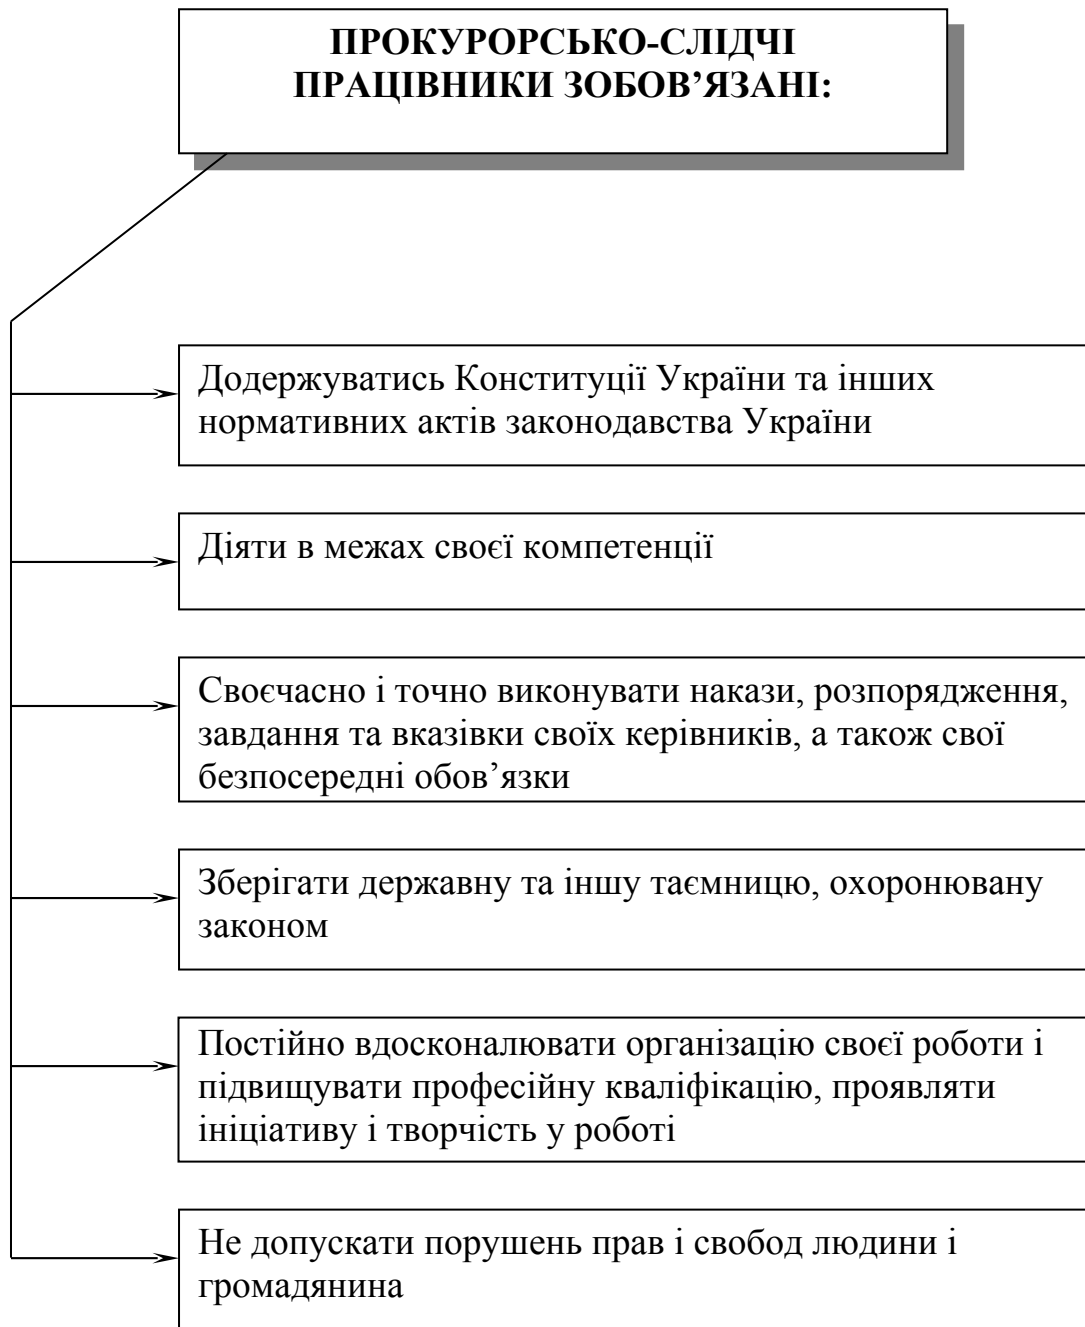 ПРОКУРОРСЬКО-СЛІДЧІ
ПРАЦІВНИКИ ЗОБОВ’ЯЗАНІ:
Додержуватись Конституції України та інших
нормативних актів законодавства України
Діяти в межах своєї компетенції
Своєчасно і точно виконувати накази, розпорядження,
завдання та вказівки своїх керівників, а також свої
безпосередні обов’язки
Зберігати державну та іншу таємницю, охоронювану
законом
Постійно вдосконалювати організацію своєї роботи і
підвищувати професійну кваліфікацію, проявляти
ініціативу і творчість у роботі
Не допускати порушень прав і свобод людини і
громадянина